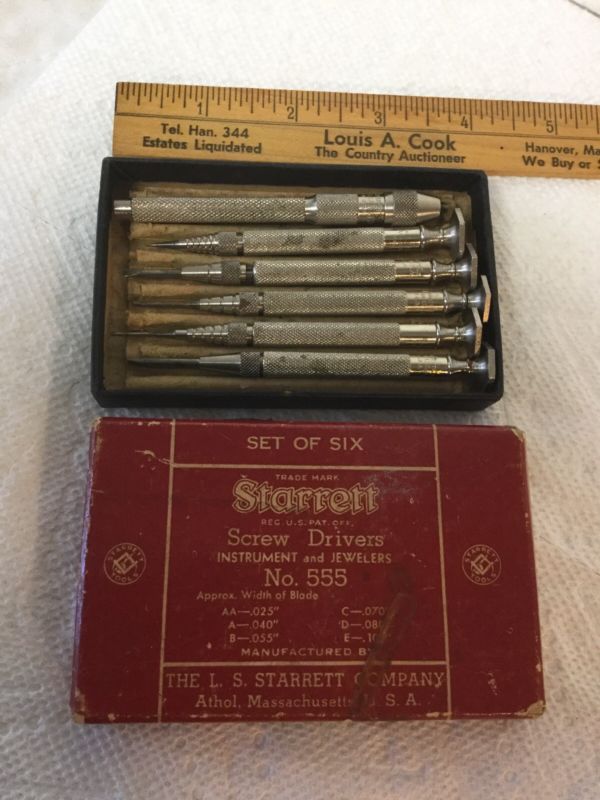 1 2 3 4 5
Tel. Han. 344
Estates Liquidated
Louis A. Cook
The Country Auctioneer
Hanover,
We Buy or
SET OF SIX
TRADE MARK
Starrett
REG. U.S. PAT. OFF.
Screw Drivers
INSTRUMENT and JEWELERS
No. 555
Approx. Width of Blade
AA—.025" C—.070"
A—.040" D—
B—.055" E—
MANUFACTURED BY
THE L. S. STARRETT COMPANY
Athol, Massachusetts U. S. A.
STARRETT
TOOLS
STARRETT
TOOLS